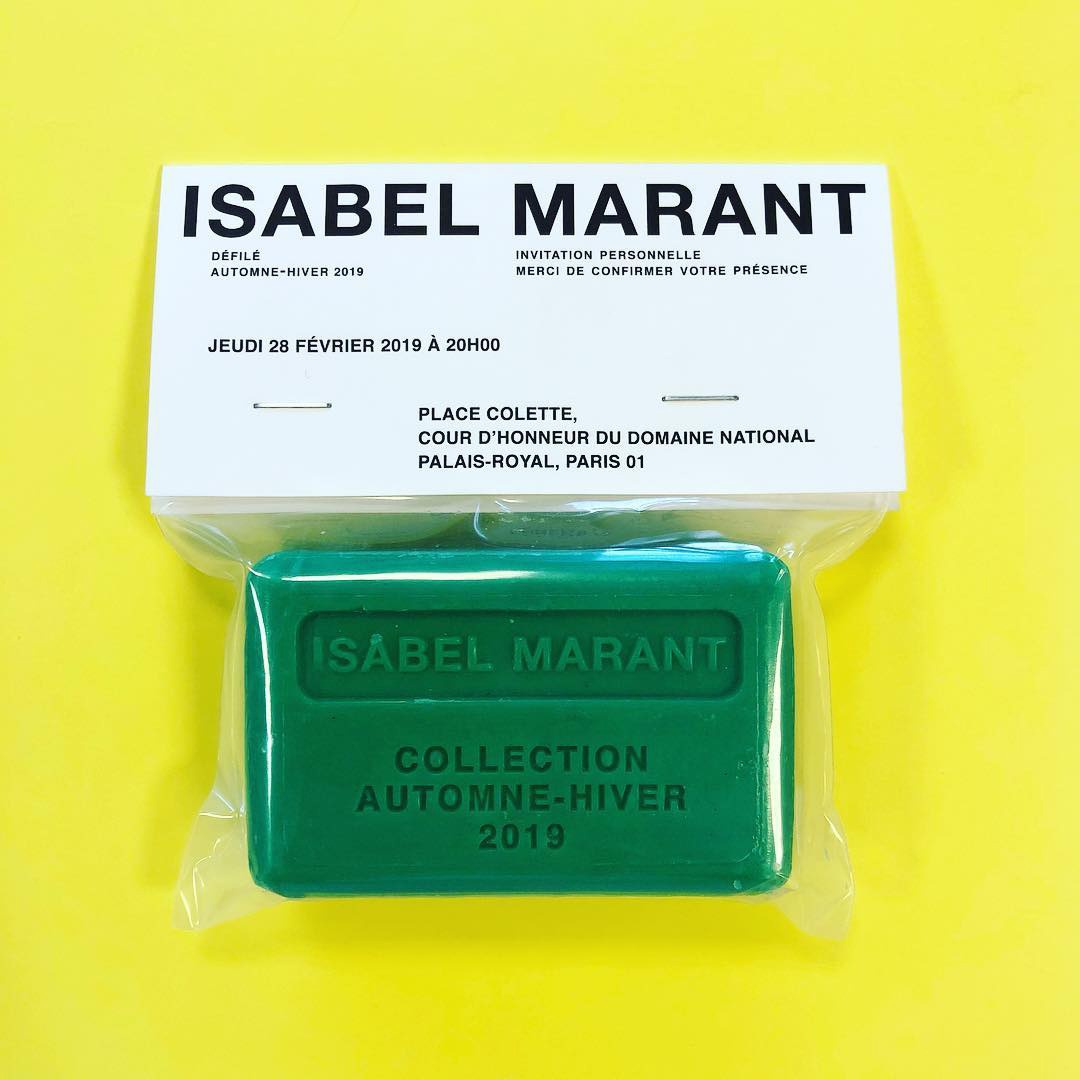 ISABEL MARANT
DÉFILÉ
AUTOMNE-HIVER 2019
INVITATION PERSONNELLE
MERCI DE CONFIRMER VOTRE PRÉSENCE
JEUDI 28 FÉVRIER 2019 À 20H00
PLACE COLETTE,
COUR D'HONNEUR DU DOMAINE NATIONAL
PALAIS-ROYAL, PARIS 01
ISABEL MARANT
COLLECTION
AUTOMNE-HIVER
2019